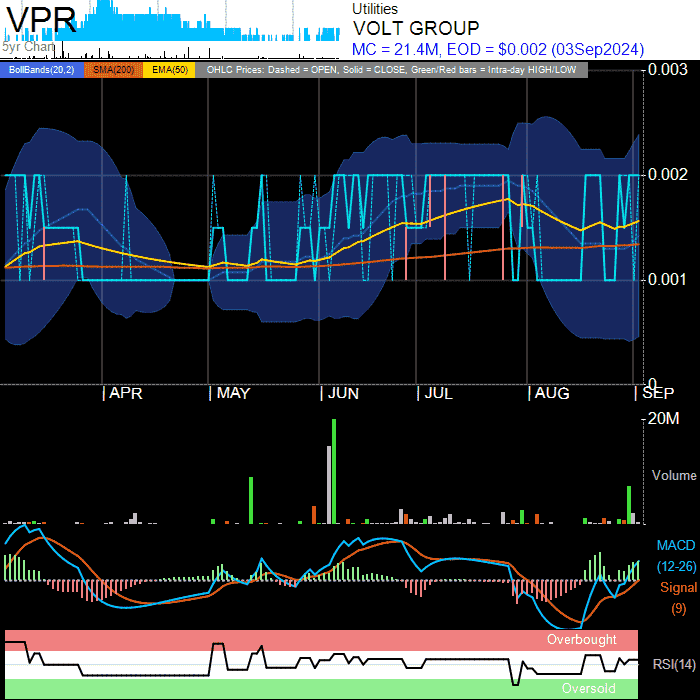 VPR
5yr Chart
Utilities
VOLT GROUP
MC = 21.4M, EOD = $0.002 (03Sep2024)
BollBands(20,2) SMA(200) EMA(50) OHLC Prices: Dashed = OPEN, Solid = CLOSE, Green/Red bars = Intra-day HIGH/LOW
0.003
0.002
0.001
0
APR MAY JUN JUL AUG SEP
20M
Volume
MACD
(12-26)
Signal
(9)
Overbought
RSI(14)
Oversold